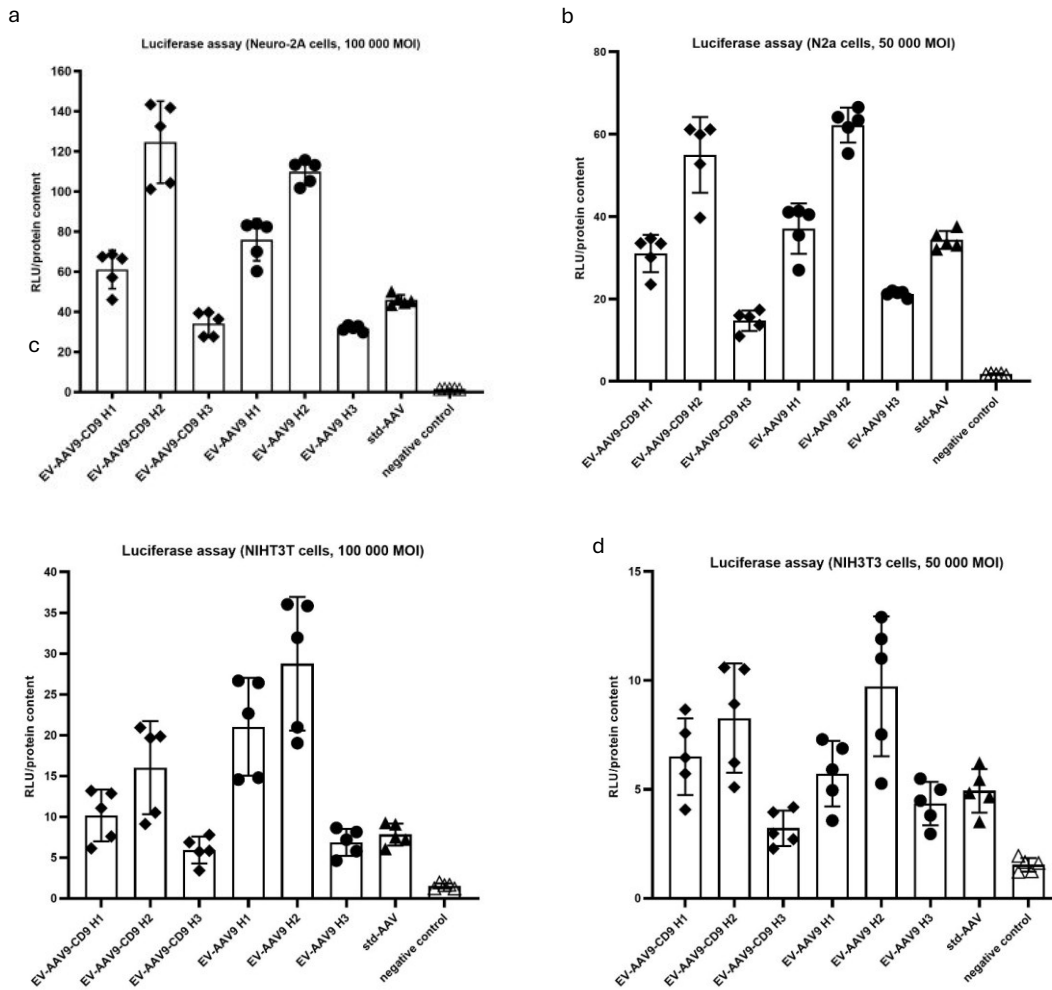 a
Luciferase assay (Neuro-2A cells, 100 000 MOI)
RLU/protein content
160
140
120
100
80
60
40
20
0
EV-AAV9-CD9 H1
EV-AAV9-CD9 H2
EV-AAV9-CD9 H3
EV-AAV9 H1
EV-AAV9 H2
EV-AAV9 H3
std-AAV
negative control
b
Luciferase assay (N2a cells, 50 000 MOI)
RLU/protein content
80
60
40
20
0
EV-AAV9-CD9 H1
EV-AAV9-CD9 H2
EV-AAV9-CD9 H3
EV-AAV9 H1
EV-AAV9 H2
EV-AAV9 H3
std-AAV
negative control
c
Luciferase assay (NIHT3T cells, 100 000 MOI)
RLU/protein content
40
35
30
25
20
15
10
5
0
EV-AAV9-CD9 H1
EV-AAV9-CD9 H2
EV-AAV9-CD9 H3
EV-AAV9 H1
EV-AAV9 H2
EV-AAV9 H3
std-AAV
negative control
d
Luciferase assay (NIH3T3 cells, 50 000 MOI)
RLU/protein content
15
10
5
0
EV-AAV9-CD9 H1
EV-AAV9-CD9 H2
EV-AAV9-CD9 H3
EV-AAV9 H1
EV-AAV9 H2
EV-AAV9 H3
std-AAV
negative control